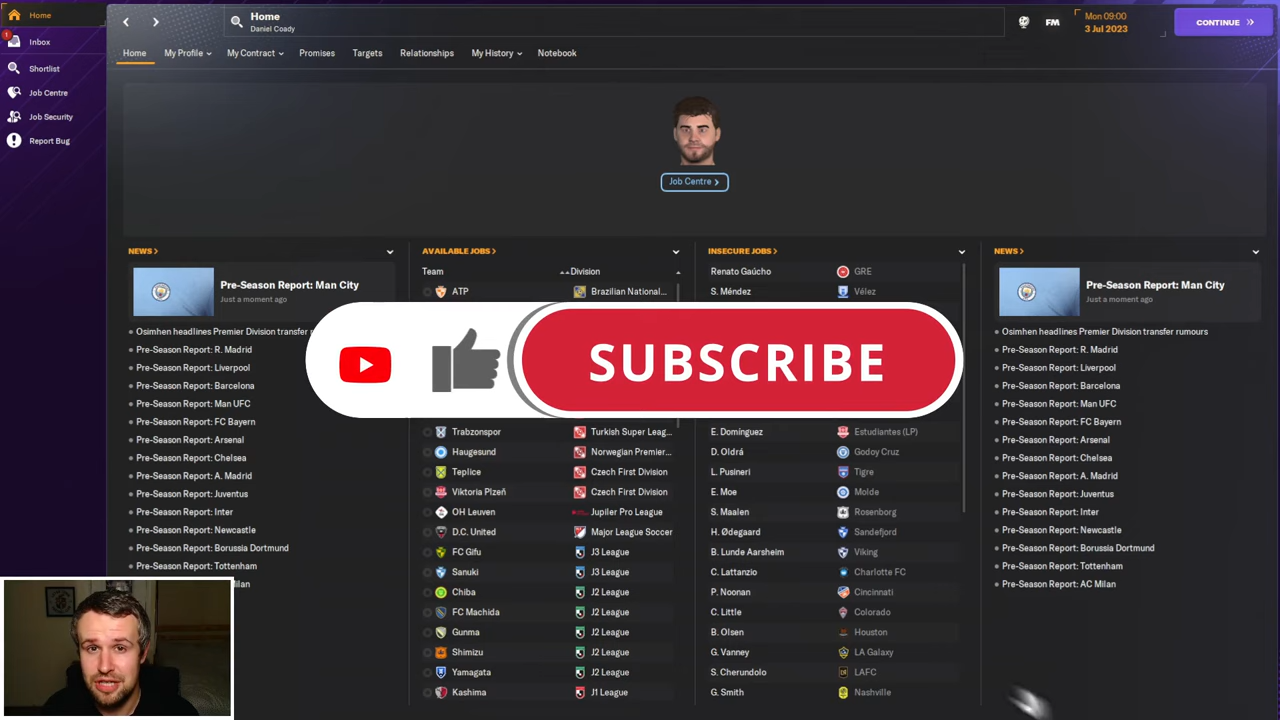 Home
Inbox
Shortlist
Job Centre
Job Security
Report Bug
1
Home
Daniel Coady
FM
Mon 09:00
3 Jul 2023
CONTINUE
Home
My Profile
My Contract
Promises
Targets
Relationships
My History
Notebook
Job Centre
NEWS
Pre-Season Report: Man City
Just a moment ago
Osimhen headlines Premier Division transfer
Pre-Season Report: R. Madrid
Pre-Season Report: Liverpool
Pre-Season Report: Barcelona
Pre-Season Report: Man UFC
Pre-Season Report: FC Bayern
Pre-Season Report: Arsenal
Pre-Season Report: Chelsea
Pre-Season Report: A. Madrid
Pre-Season Report: Juventus
Pre-Season Report: Inter
Pre-Season Report: Newcastle
Pre-Season Report: Borussia Dortmund
Pre-Season Report: Tottenham
Milan
AVAILABLE JOBS
Team Division
ATP Brazilian National...
Trabzonspor Turkish Super Leag...
Haugesund Norwegian Premier...
Teplice Czech First Division
Viktoria Plzeň Czech First Division
OH Leuven Jupiler Pro League
D.C. United Major League Soccer
FC Gifu J3 League
Sanuki J3 League
Chiba J2 League
FC Machida J2 League
Gunma J2 League
Shimizu J2 League
Yamagata J2 League
Kashima J1 League
INSECURE JOBS
Renato Gaúcho GRE
S. Méndez Vélez
E. Domínguez Estudiantes (LP)
D. Oldrá Godoy Cruz
L. Pusineri Tigre
E. Moe Molde
S. Maalen Rosenborg
H. Ødegaard Sandefjord
B. Lunde Aarsheim Viking
C. Lattanzio Charlotte FC
P. Noonan Cincinnati
C. Little Colorado
B. Olsen Houston
G. Vanney LA Galaxy
S. Cherundolo LAFC
G. Smith Nashville
NEWS
Pre-Season Report: Man City
Just a moment ago
Osimhen headlines Premier Division transfer rumours
Pre-Season Report: R. Madrid
Pre-Season Report: Liverpool
Pre-Season Report: Barcelona
Pre-Season Report: Man UFC
Pre-Season Report: FC Bayern
Pre-Season Report: Arsenal
Pre-Season Report: Chelsea
Pre-Season Report: A. Madrid
Pre-Season Report: Juventus
Pre-Season Report: Inter
Pre-Season Report: Newcastle
Pre-Season Report: Borussia Dortmund
Pre-Season Report: Tottenham
Pre-Season Report: AC Milan
SUBSCRIBE